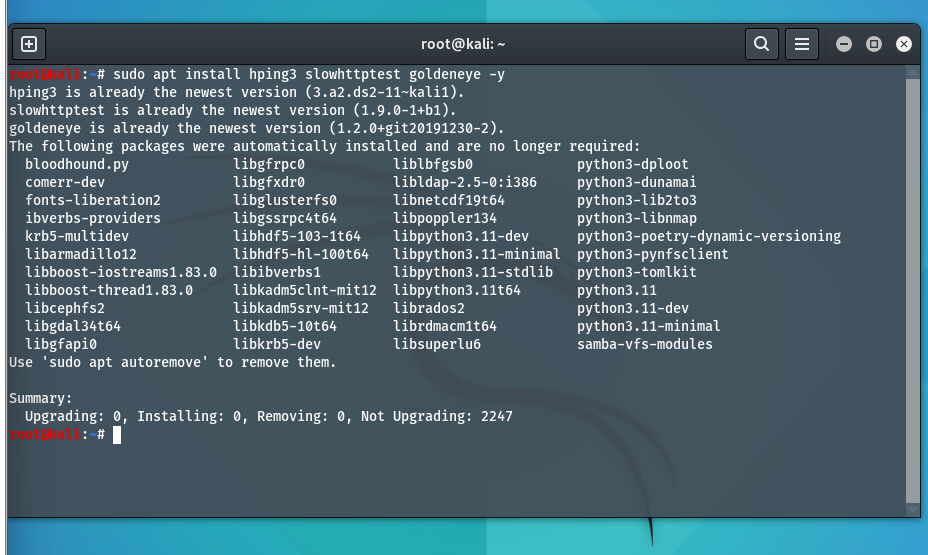 root@kali: ~
root@kali:~# sudo apt install hping3 slowhttptest goldeneye -y
hping3 is already the newest version (3.a2.ds2-11~kali1).
slowhttptest is already the newest version (1.9.0-1+b1).
goldeneye is already the newest version (1.2.0+git20191230-2).
The following packages were automatically installed and are no longer required:
bloodhound.py libgfrpc0 liblbfgsb0 python3-dploot
comerr-dev libgfxdr0 libldap-2.5-0:i386 python3-dunamai
fonts-liberation2 libglusterfs0 libnetcdf19t64 python3-lib2to3
ibverbs-providers libgssrpc4t64 libpoppler134 python3-libnmap
krb5-multidev libhdf5-103-1t64 libpython3.11-dev python3-poetry-dynamic-versioning
libarmadillo12 libhdf5-hl-100t64 libpython3.11-minimal python3-pynfsclient
libboost-iostreams1.83.0 libibverbs1 libpython3.11-stdlib python3-tomlkit
libboost-thread1.83.0 libkadm5clnt-mit12 libpython3.11t64 python3.11
libcephfs2 libkadm5srv-mit12 librados2 python3.11-dev
libgdal34t64 libkdb5-10t64 librdmacm1t64 python3.11-minimal
libgfapi0 libkrb5-dev libsuperlu6 samba-vfs-modules
Use 'sudo apt autoremove' to remove them.
Summary:
Upgrading: 0, Installing: 0, Removing: 0, Not Upgrading: 2247
root@kali:~#